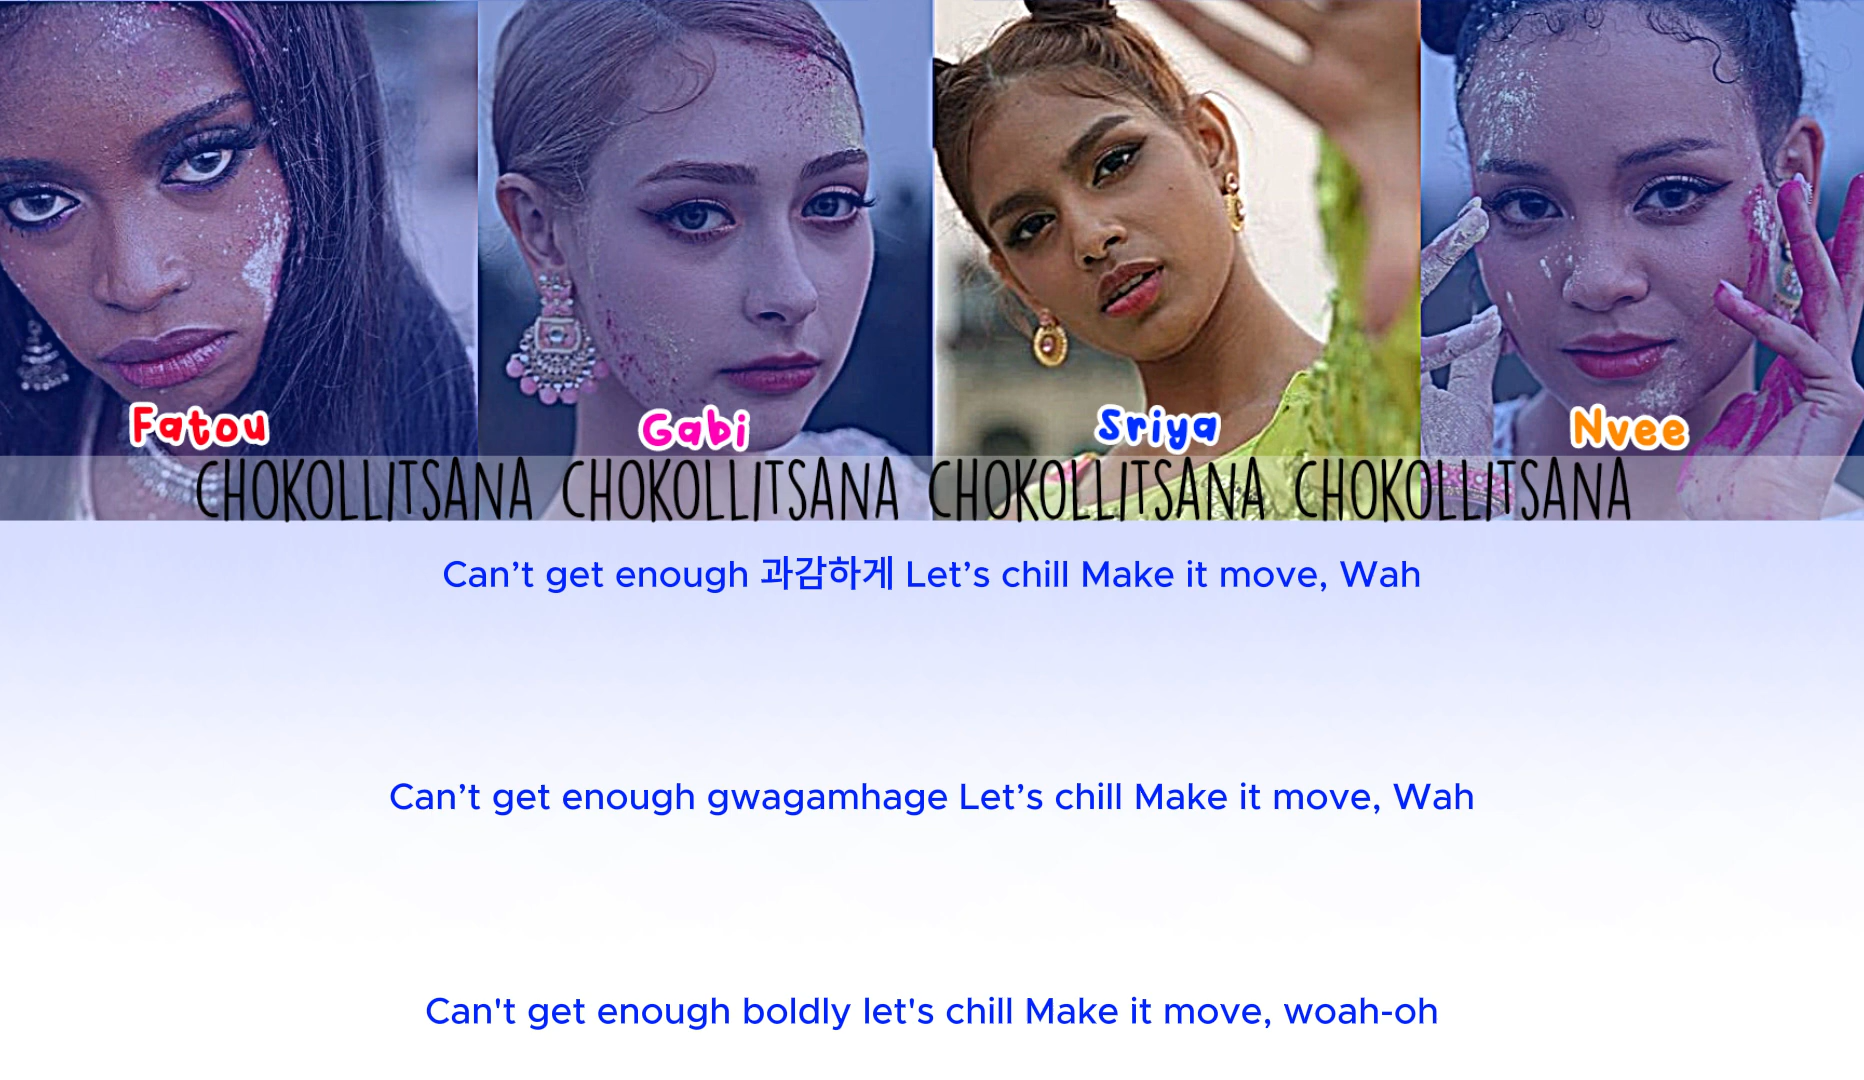 Fatou Gabi Sriya Nvee
CHOKOLLITSANA CHOKOLLITSANA CHOKOLLITSANA CHOKOLLITSANA
Can’t get enough 과감하게 Let’s chill Make it move, Wah
Can’t get enough gwagamhage Let’s chill Make it move, Wah
Can't get enough boldly let's chill Make it move, woah-oh